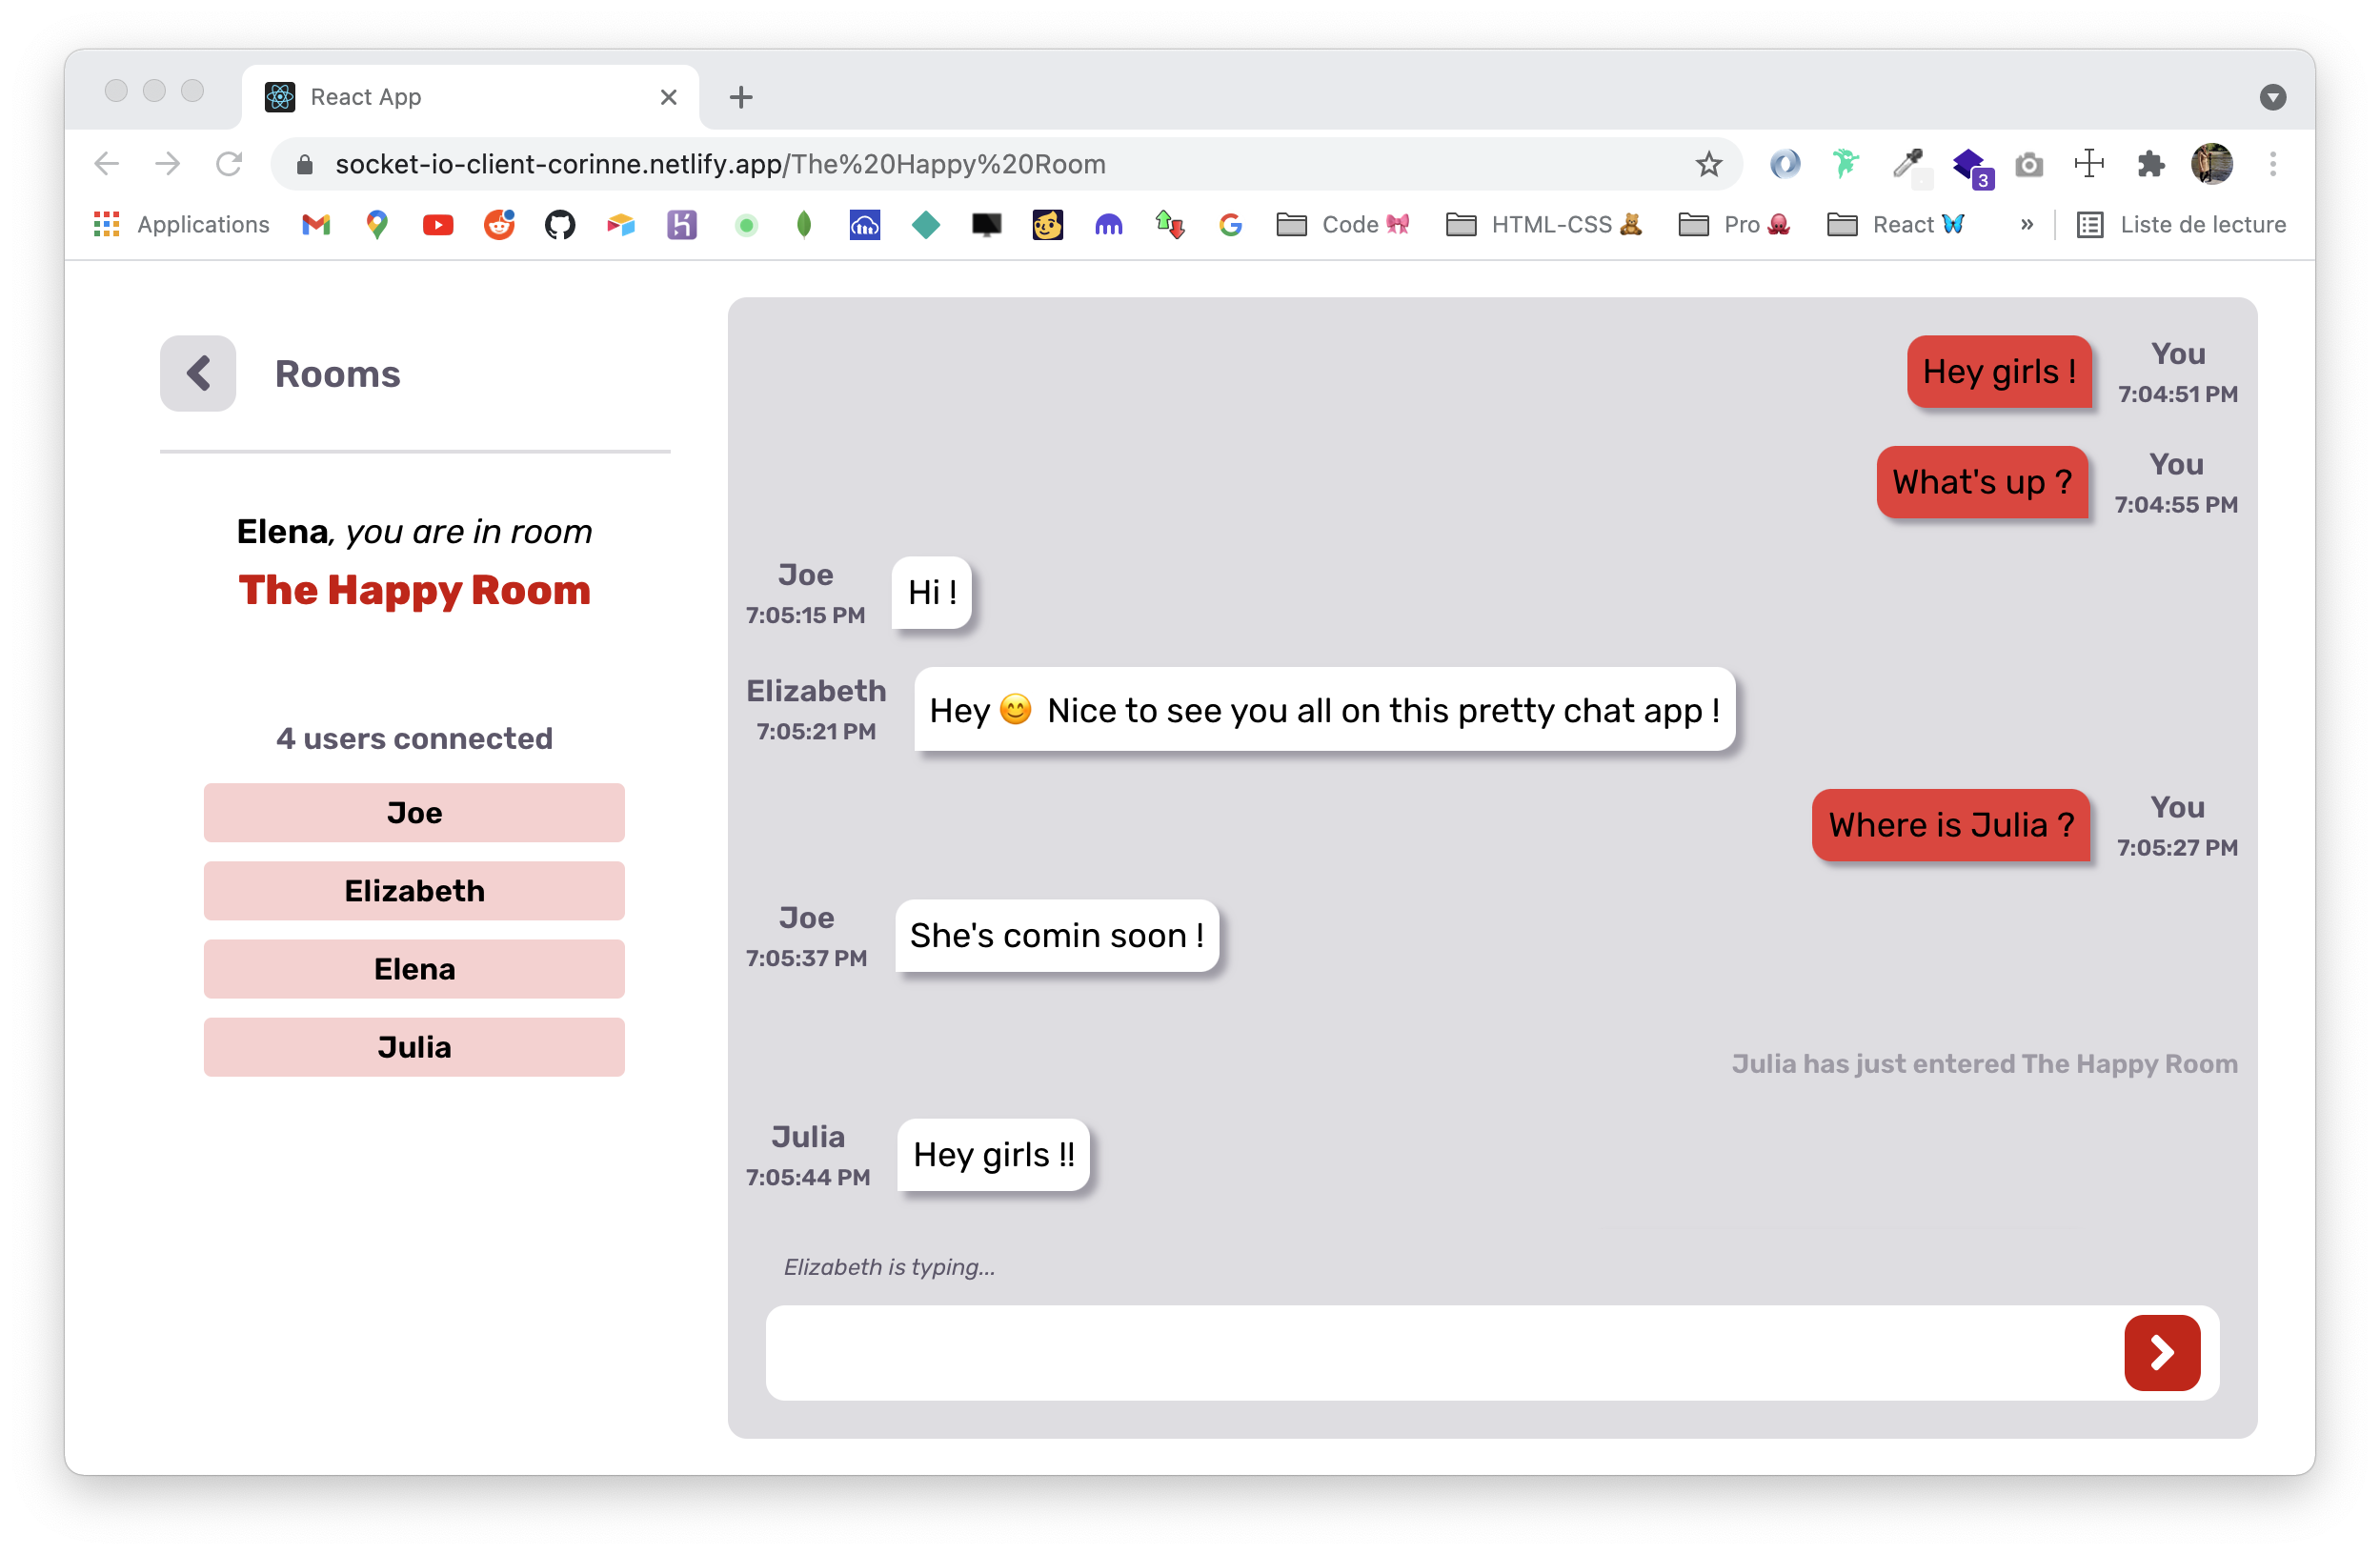 React App
socket-io-client-corinne.netlify.app/The%20Happy%20Room
3
Applications
Code 🎀
HTML-CSS 🧸
Pro 🐙
React 🦋
»
Liste de lecture
Rooms
Elena, you are in room
The Happy Room
4 users connected
Joe
Elizabeth
Elena
Julia
Hey girls !
You
7:04:51 PM
What's up ?
You
7:04:55 PM
Joe
7:05:15 PM
Hi !
Elizabeth
7:05:21 PM
Hey 😊 Nice to see you all on this pretty chat app !
Where is Julia ?
You
7:05:27 PM
Joe
7:05:37 PM
She's comin soon !
Julia has just entered The Happy Room
Julia
7:05:44 PM
Hey girls !!
Elizabeth is typing...